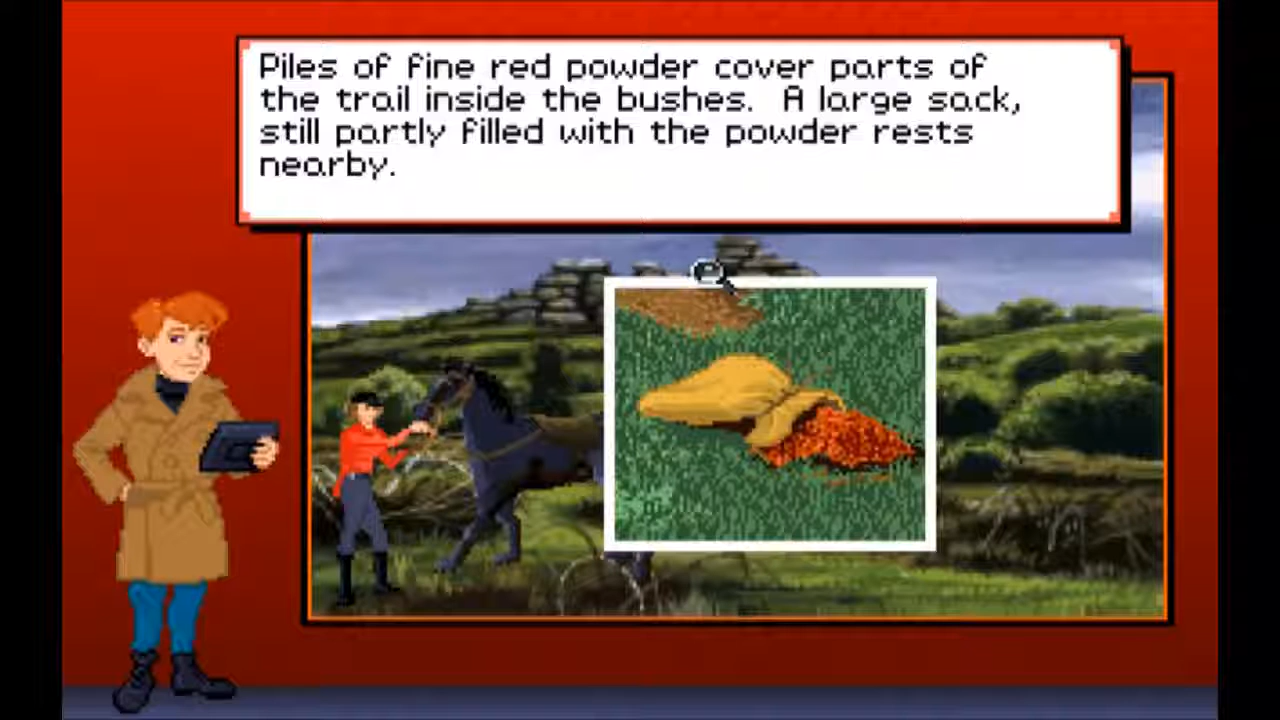 Piles of fine red powder cover parts of
the trail inside the bushes.  A large sack,
still partly filled with the powder rests
nearby.